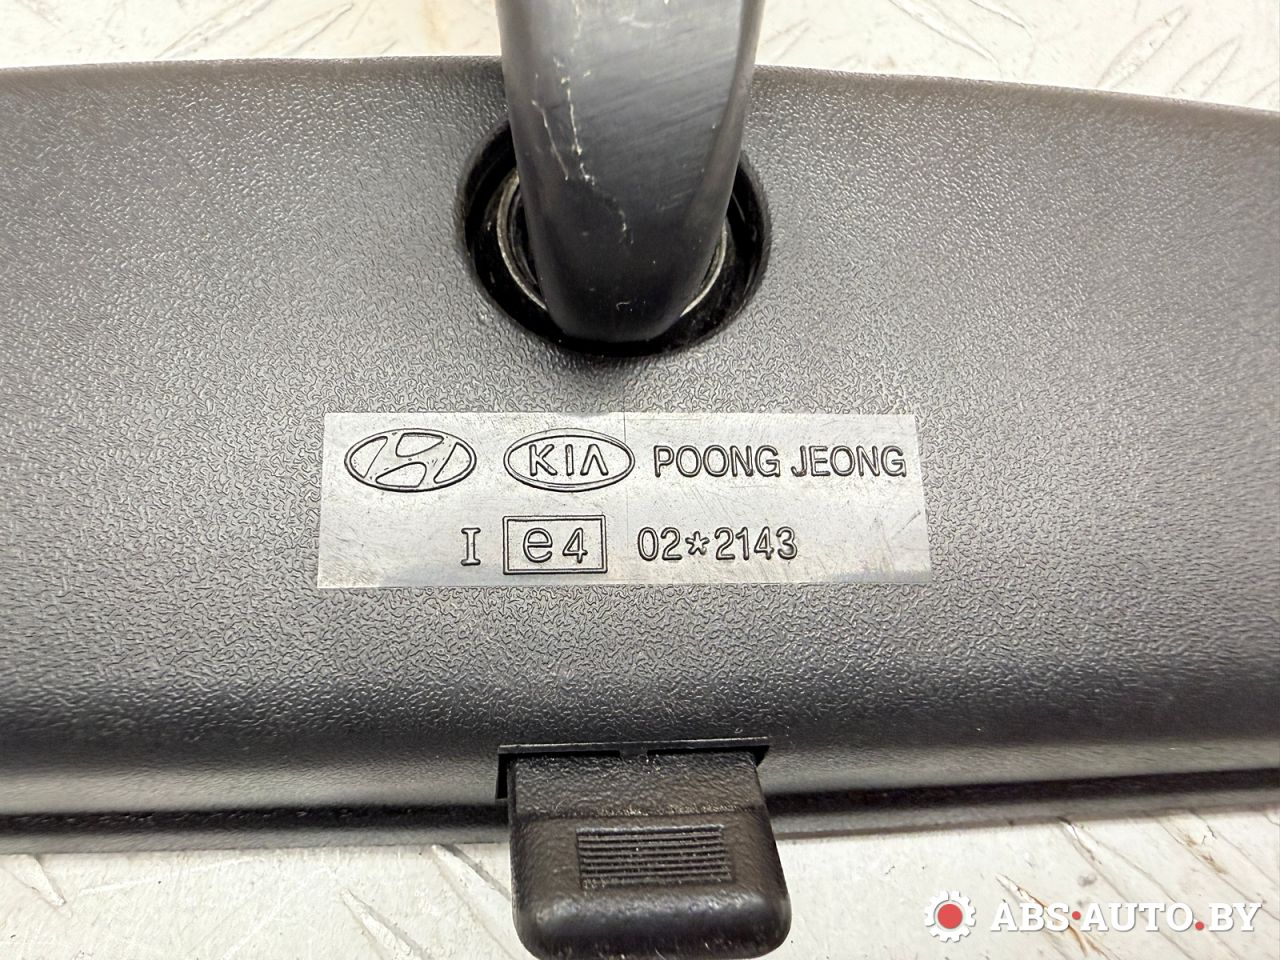 KIA POONG JEONG
I e4 02*2143
ABS-AUTO.BY